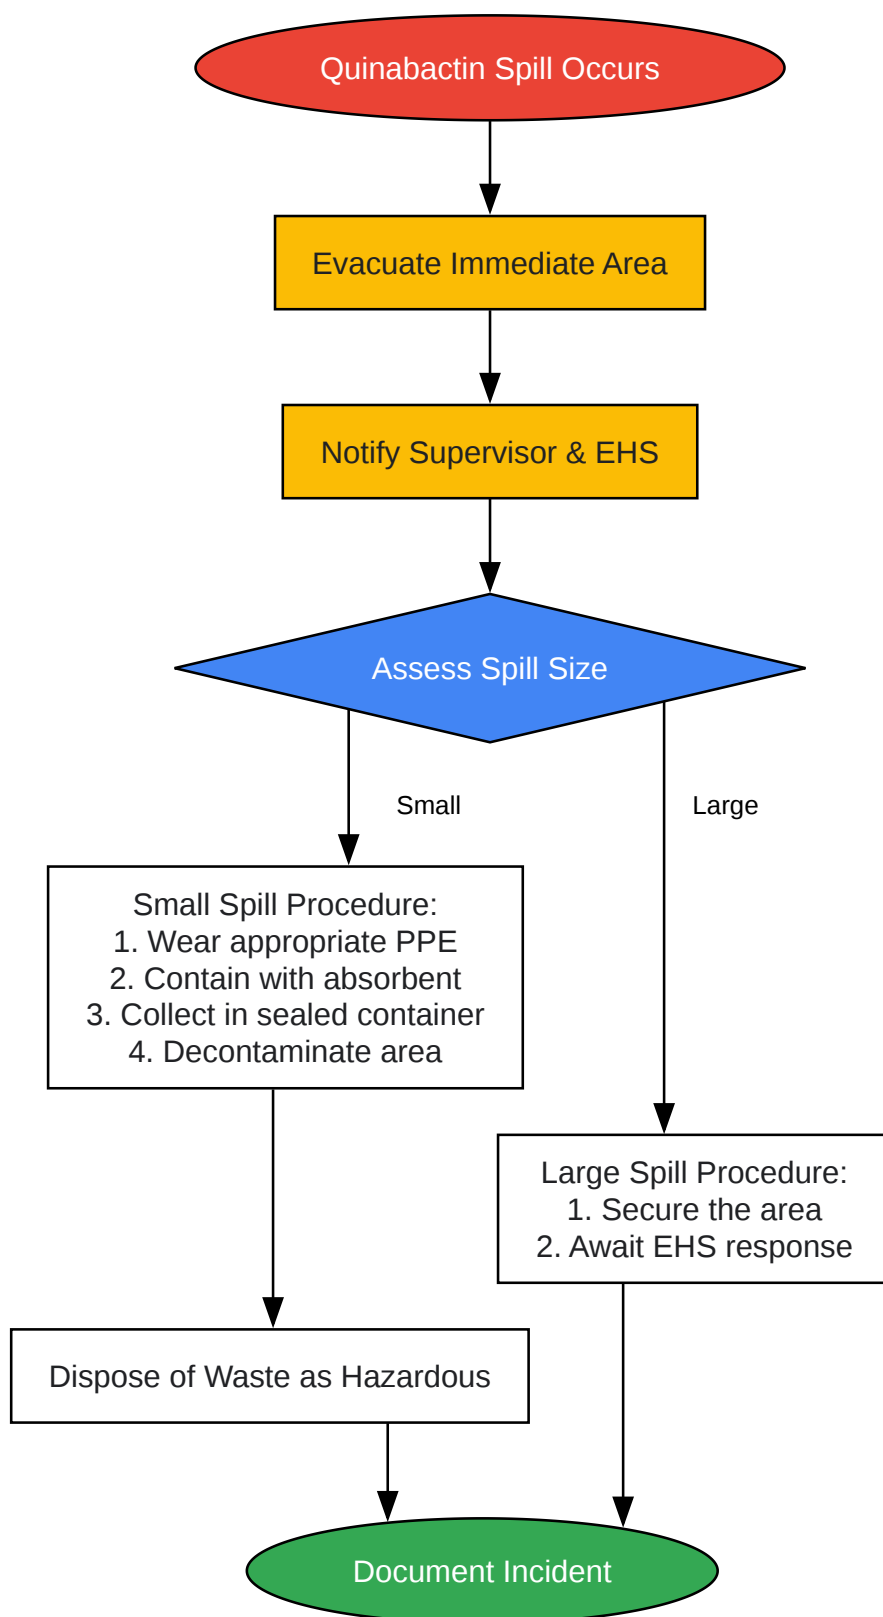 Quinabactin Spill Occurs
Evacuate Immediate Area
Notify Supervisor & EHS
Assess Spill Size
Small
Large
Small Spill Procedure:
1. Wear appropriate PPE
2. Contain with absorbent
3. Collect in sealed container
4. Decontaminate area
Large Spill Procedure:
1. Secure the area
2. Await EHS response
Dispose of Waste as Hazardous
Document Incident